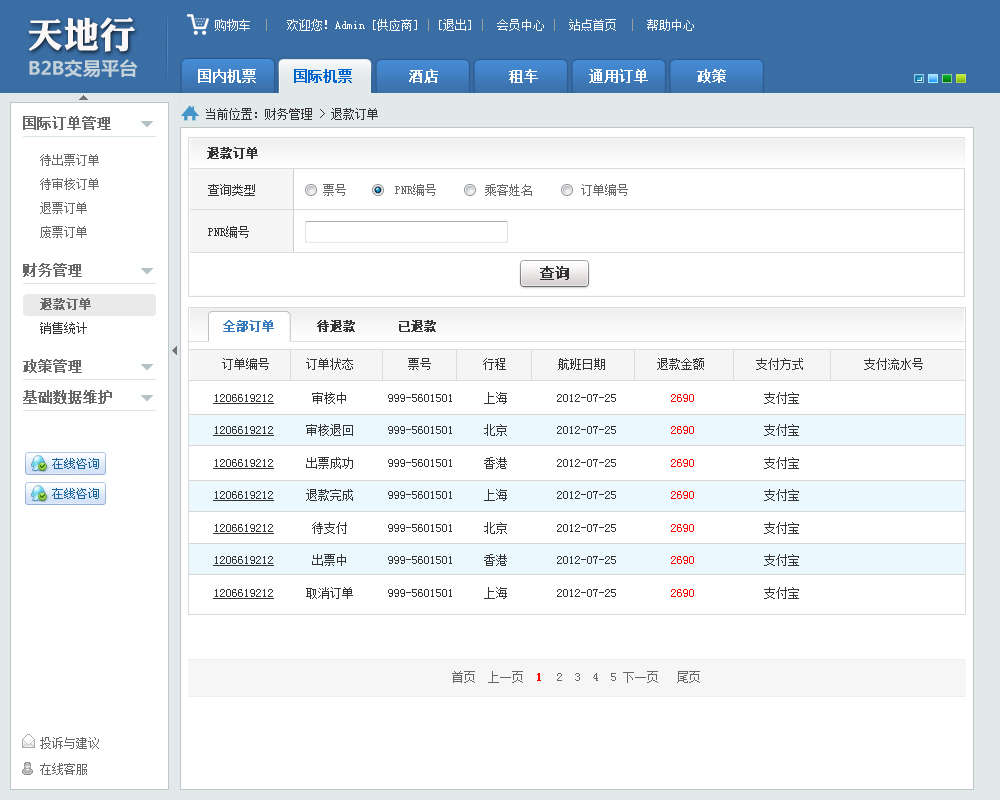 天地行
B2B交易平台
购物车 | 欢迎您! Admin [供应商] | [退出] | 会员中心 | 站点首页 | 帮助中心
国内机票 国际机票 酒店 租车 通用订单 政策
当前位置: 财务管理 > 退款订单
国际订单管理
待出票订单
待审核订单
退票订单
废票订单
财务管理
退款订单
销售统计
政策管理
基础数据维护
在线咨询
在线咨询
投诉与建议
在线客服
退款订单
查询类型 票号 PNR编号 乘客姓名 订单编号
PNR编号
查询
全部订单 待退款 已退款
订单编号 订单状态 票号 行程 航班日期 退款金额 支付方式 支付流水号
1206619212 审核中 999-5601501 上海 2012-07-25 2690 支付宝
1206619212 审核退回 999-5601501 北京 2012-07-25 2690 支付宝
1206619212 出票成功 999-5601501 香港 2012-07-25 2690 支付宝
1206619212 退款完成 999-5601501 上海 2012-07-25 2690 支付宝
1206619212 待支付 999-5601501 北京 2012-07-25 2690 支付宝
1206619212 出票中 999-5601501 香港 2012-07-25 2690 支付宝
1206619212 取消订单 999-5601501 上海 2012-07-25 2690 支付宝
首页 上一页 1 2 3 4 5 下一页 尾页